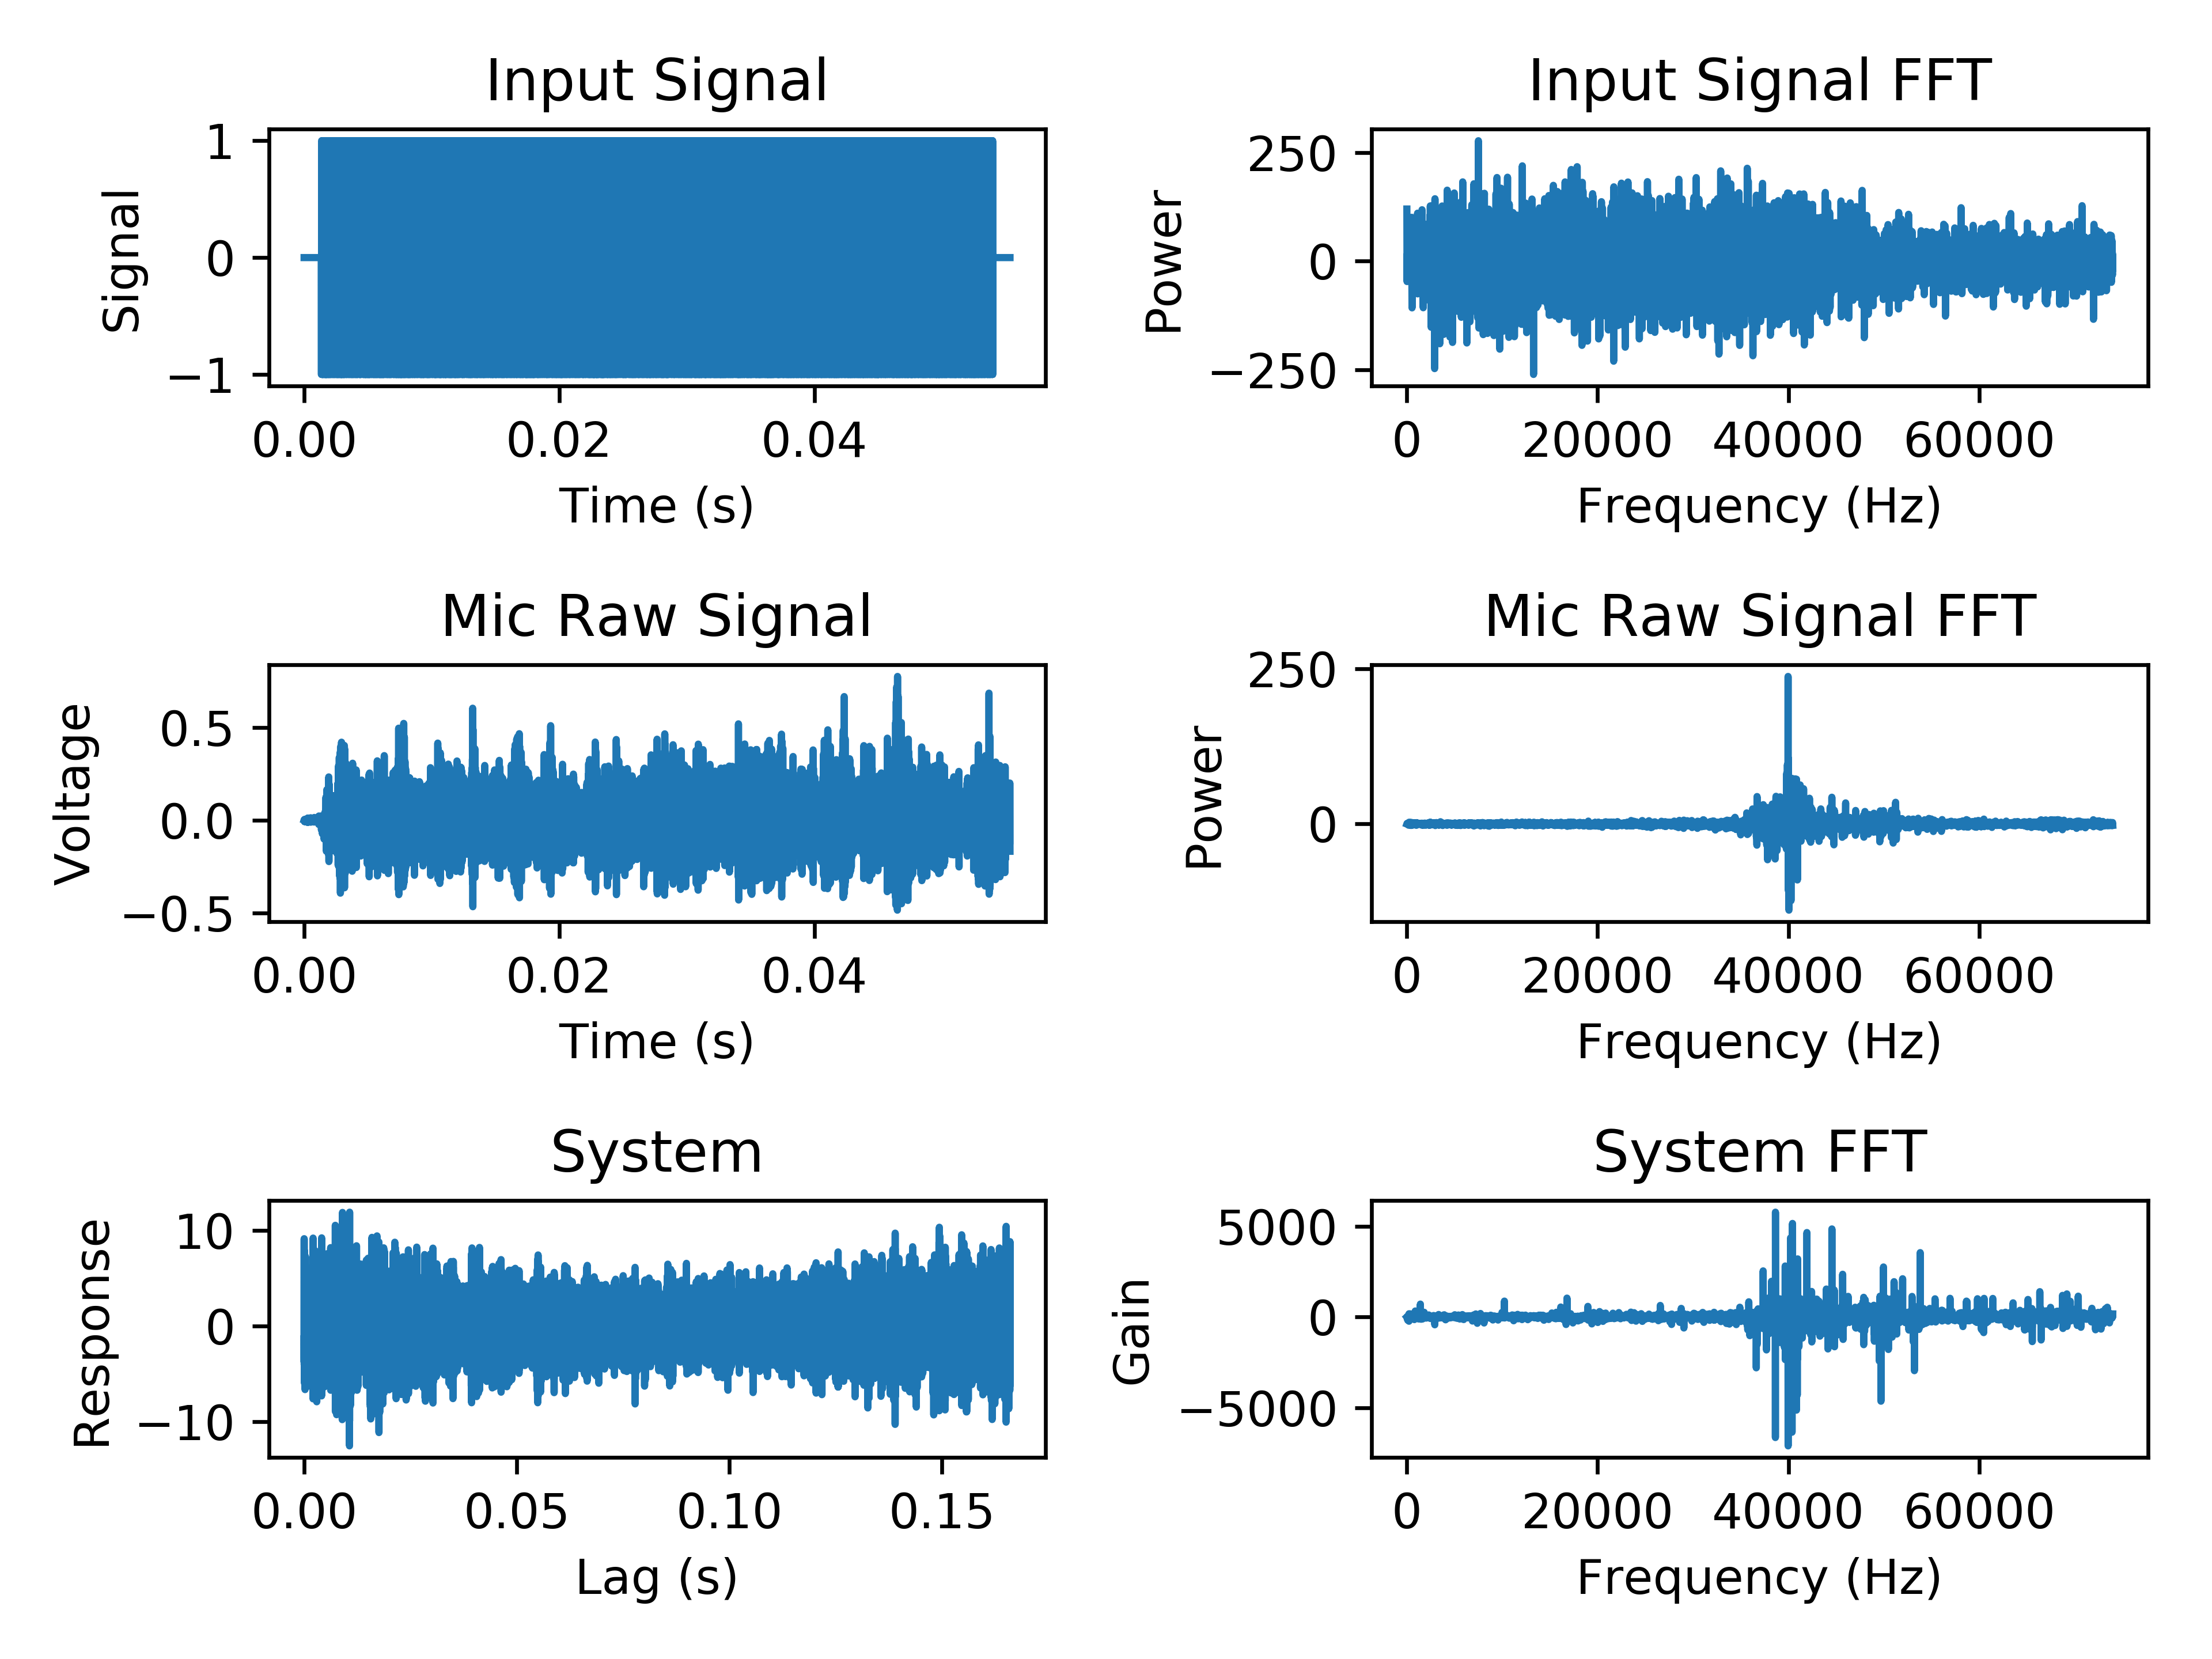 Input Signal
Signal
1
0
−1
0.00 0.02 0.04
Time (s)
Input Signal FFT
Power
250
0
−250
0 20000 40000 60000
Frequency (Hz)
Mic Raw Signal
Voltage
0.5
0.0
−0.5
0.00 0.02 0.04
Time (s)
Mic Raw Signal FFT
Power
250
0
0 20000 40000 60000
Frequency (Hz)
System
Response
10
0
−10
0.00 0.05 0.10 0.15
Lag (s)
System FFT
Gain
5000
0
−5000
0 20000 40000 60000
Frequency (Hz)